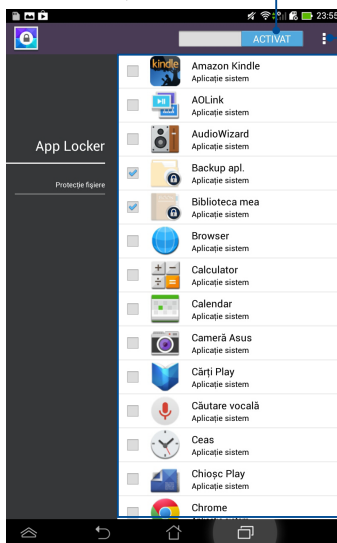 23:55
ACTIVAT
App Locker
Protecție fișiere
kindle
Amazon Kindle
Aplicație sistem
AOLink
Aplicație sistem
AudioWizard
Aplicație sistem
Backup apl.
Aplicație sistem
Biblioteca mea
Aplicație sistem
Browser
Aplicație sistem
Calculator
Aplicație sistem
Calendar
Aplicație sistem
Cameră Asus
Aplicație sistem
Cărți Play
Aplicație sistem
Căutare vocală
Aplicație sistem
Ceas
Aplicație sistem
Chioșc Play
Aplicație sistem
Chrome